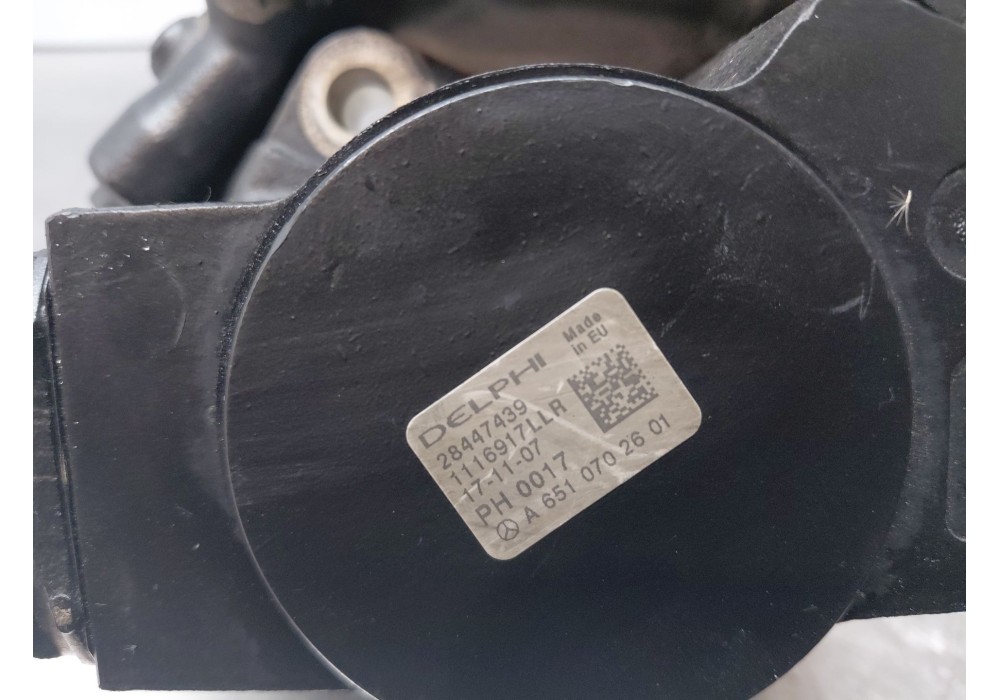 DELPHI
Made
in EU
28447439
1116917LLR
17-11-07
PH 0017
A 651 070 26 01